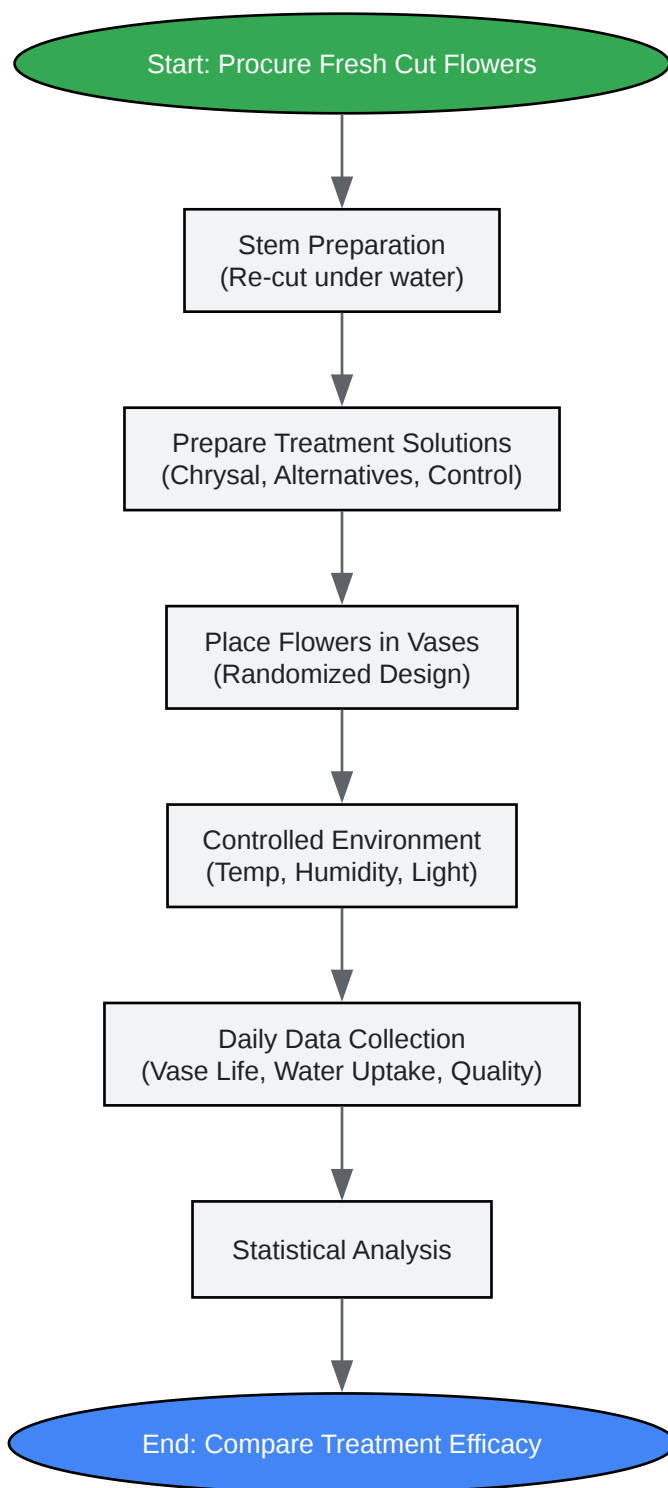 Start: Procure Fresh Cut Flowers
Stem Preparation
(Re-cut under water)
Prepare Treatment Solutions
(Chrysal, Alternatives, Control)
Place Flowers in Vases
(Randomized Design)
Controlled Environment
(Temp, Humidity, Light)
Daily Data Collection
(Vase Life, Water Uptake, Quality)
Statistical Analysis
End: Compare Treatment Efficacy